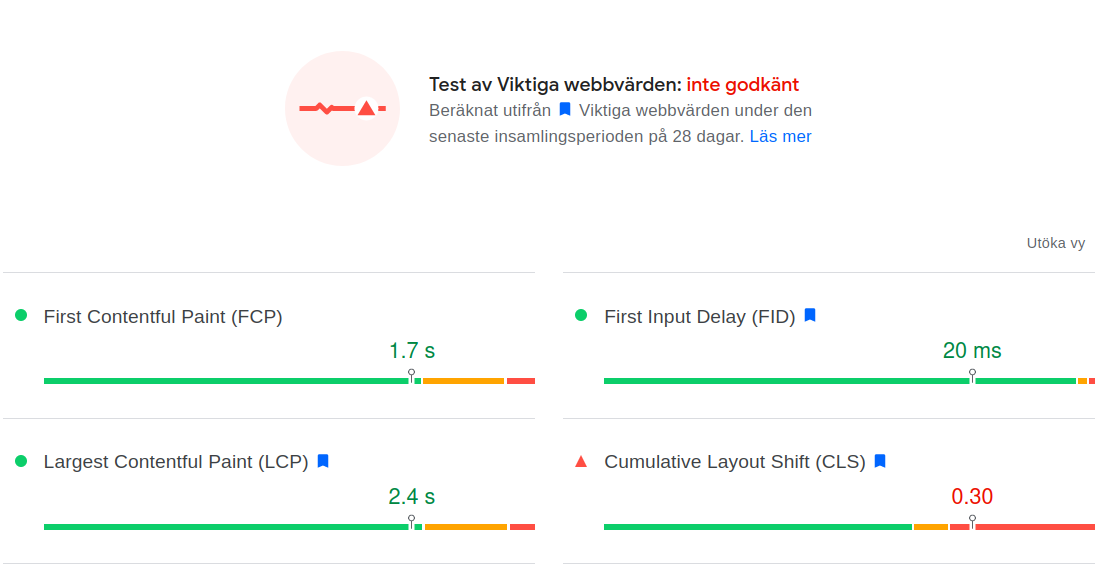 Test av Viktiga webbvärden: inte godkänt
Beräknat utifrån Viktiga webbvärden under den
senaste insamlingsperioden på 28 dagar. Läs mer
Utöka vy
First Contentful Paint (FCP)
1.7 s
First Input Delay (FID)
20 ms
Largest Contentful Paint (LCP)
2.4 s
Cumulative Layout Shift (CLS)
0.30